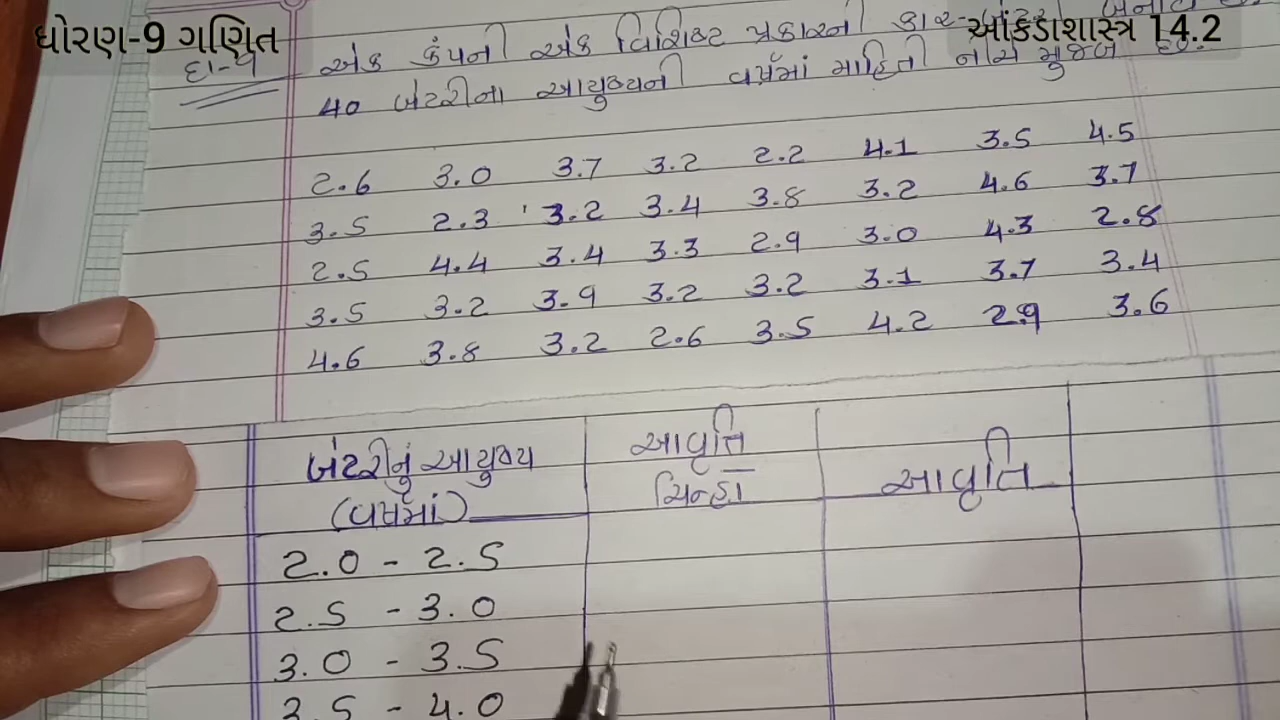 ધોરણ-9 ગણિત
આંકડાશાસ્ત્ર 14.2
એક કંપની એક વિશિષ્ટ પ્રકારની કાર-
40 બેટરીના આયુષ્યની વર્ષમાં માહિતી નીચે મુજબ છે.
2.6 3.0 3.7 3.2 2.2 4.1 3.5 4.5
3.5 2.3 3.2 3.4 3.8 3.2 4.6 3.7
2.5 4.4 3.4 3.3 2.9 3.0 4.3 2.8
3.5 3.2 3.9 3.2 3.2 3.1 3.7 3.4
4.6 3.8 3.2 2.6 3.5 4.2 2.9 3.6
બેટરીનું આયુષ્ય
(વર્ષમાં)
આવૃત્તિ
ચિન્હો
આવૃતિ
2.0 - 2.5
2.5 - 3.0
3.0 - 3.5
3.5 - 4.0